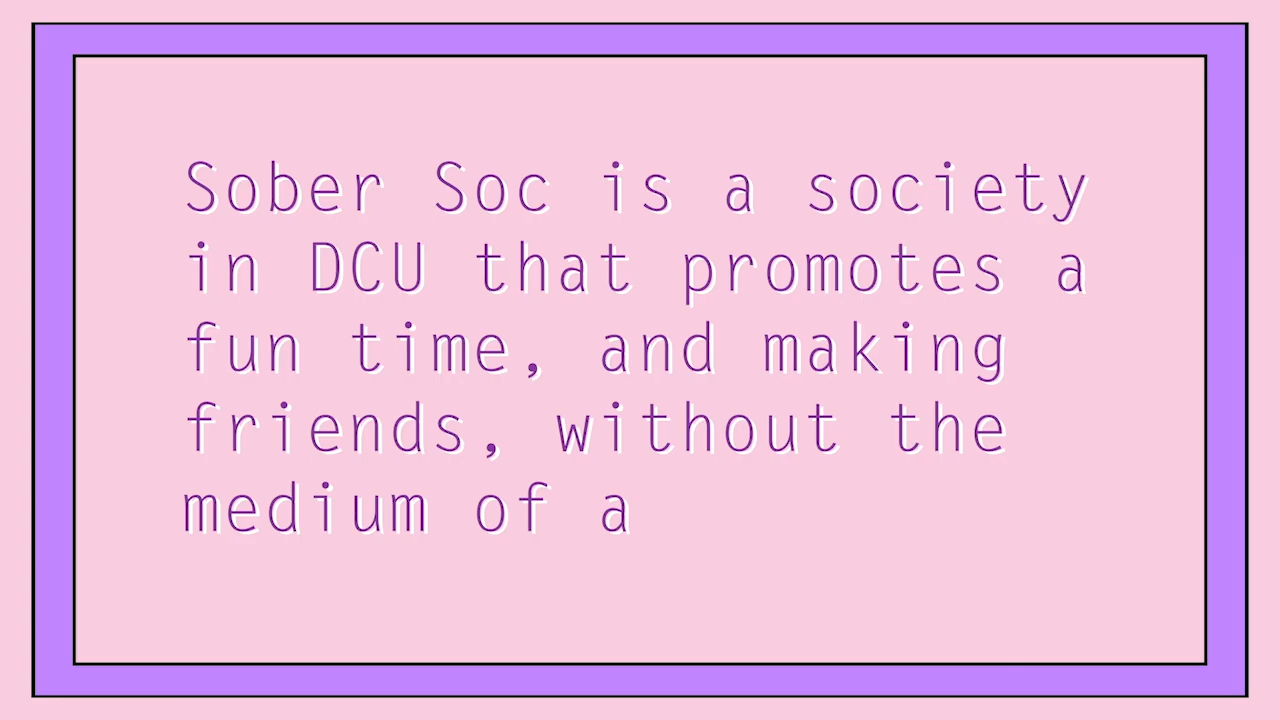 Sober Soc is a society
in DCU that promotes a
fun time, and making
friends, without the
medium of a